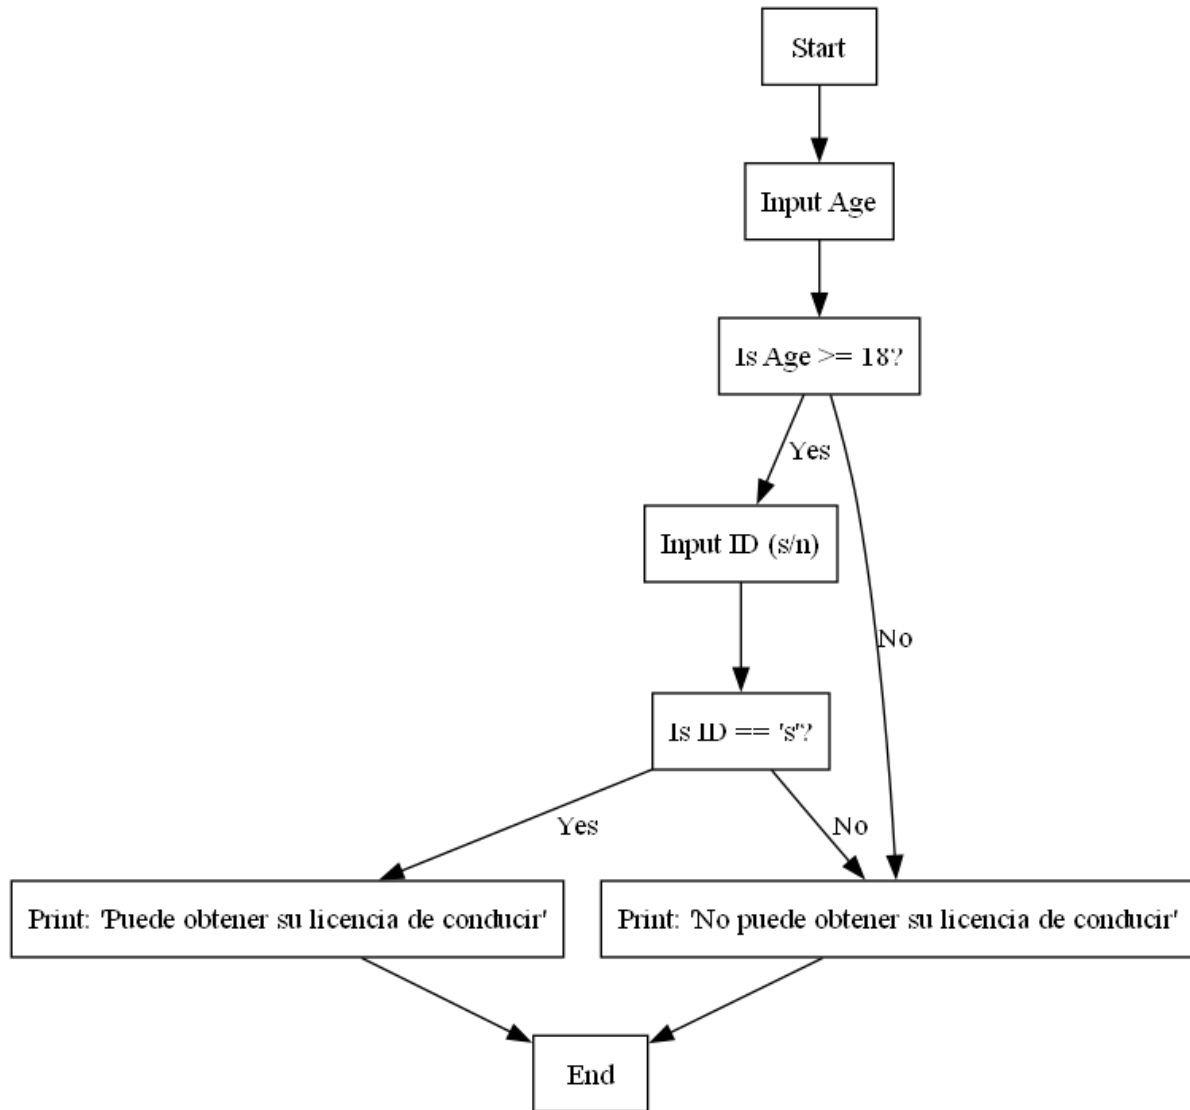 Start
Input Age
Is Age >= 18?
Yes
Input ID (s/n)
No
Is ID == 's'?
Yes
No
Print: 'Puede obtener su licencia de conducir'
Print: 'No puede obtener su licencia de conducir'
End